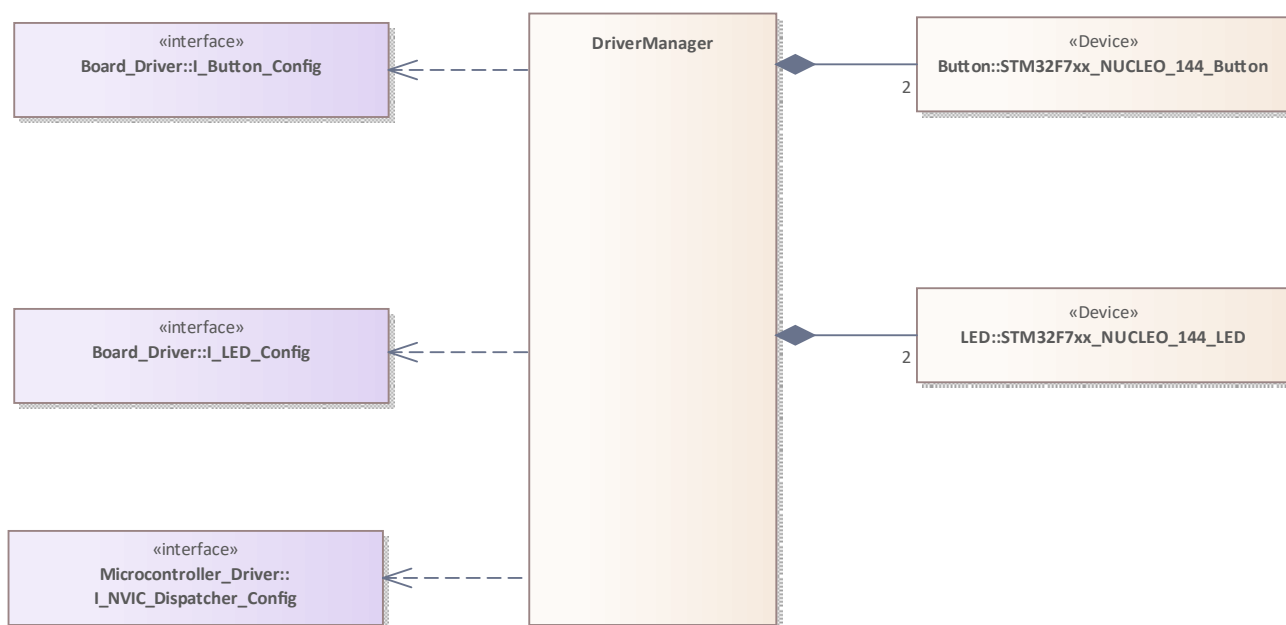 «interface»
Board_Driver::I_Button_Config
DriverManager
«Device»
Button::STM32F7xx_NUCLEO_144_Button
2
«interface»
Board_Driver::I_LED_Config
«Device»
LED::STM32F7xx_NUCLEO_144_LED
2
«interface»
Microcontroller_Driver::
I_NVIC_Dispatcher_Config